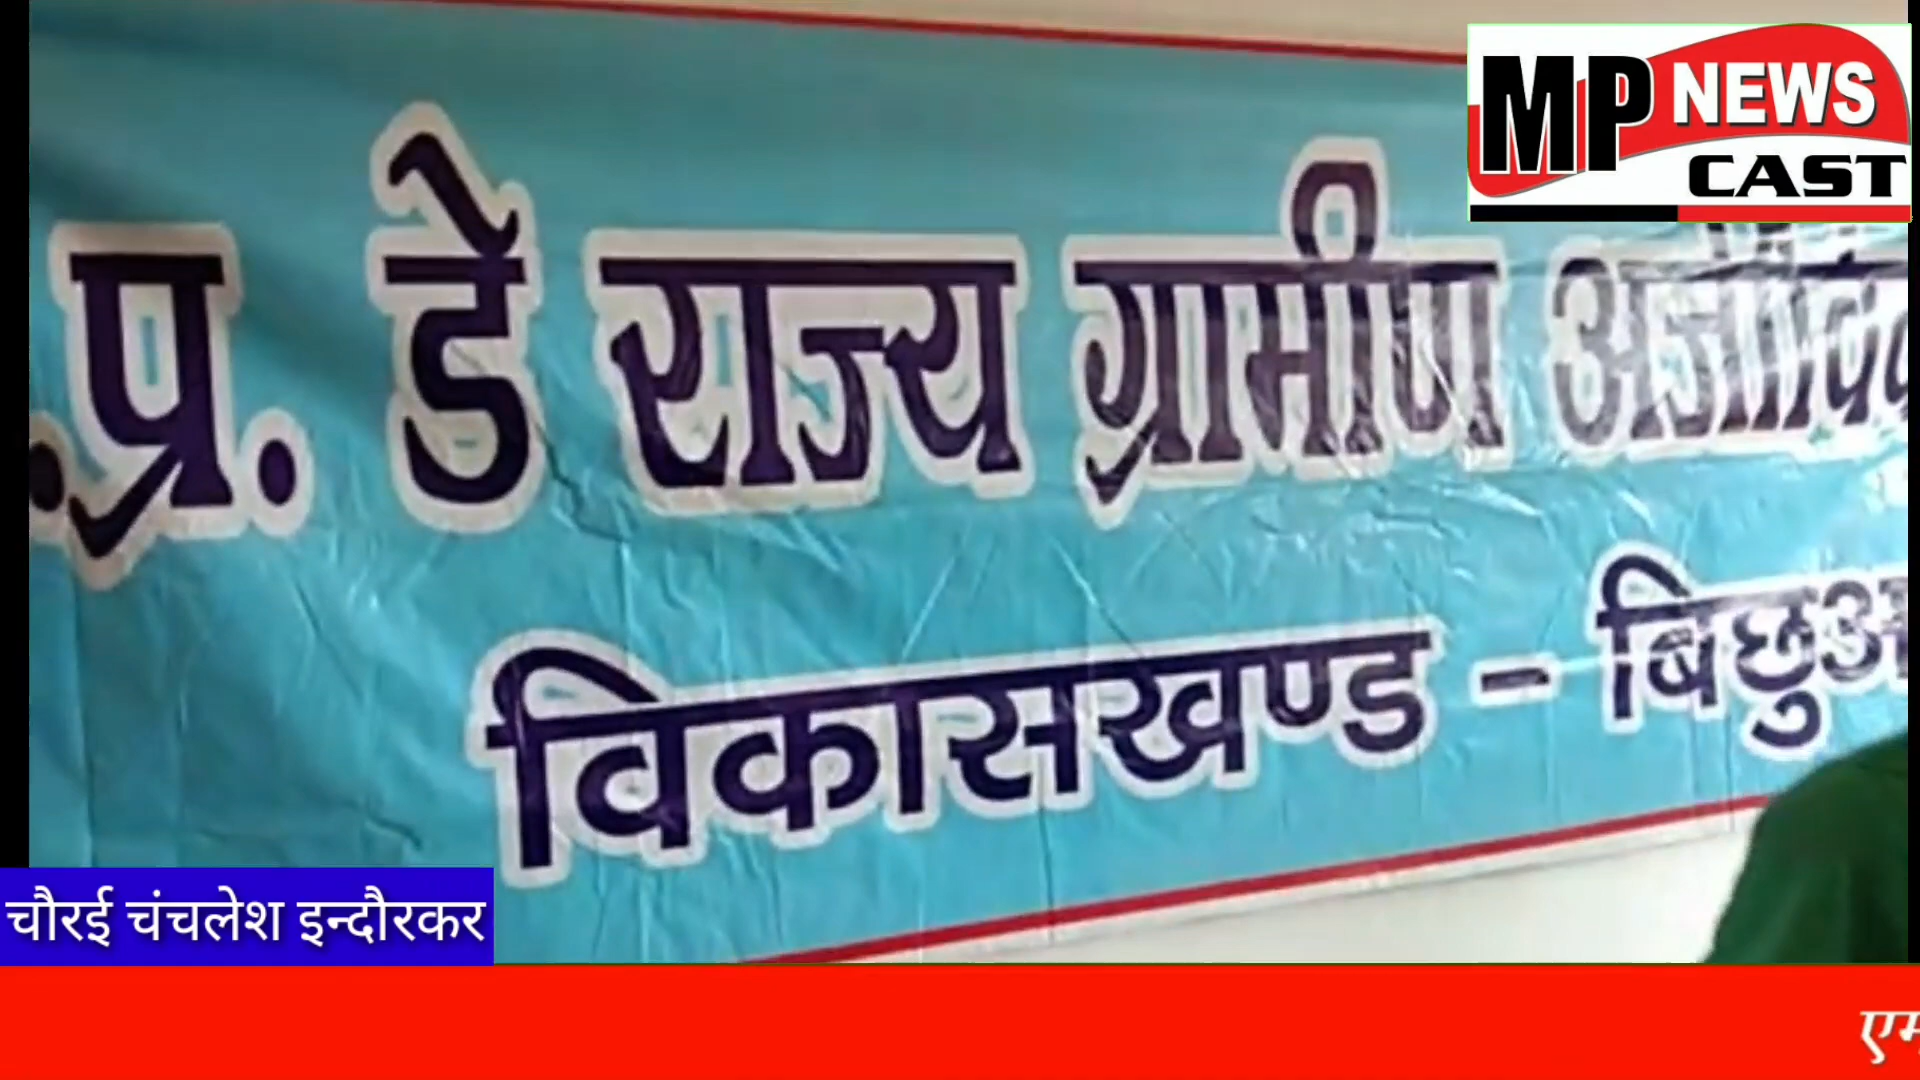 MP NEWS
CAST
.प्र. डे राज्य ग्रामीण
विकासखण्ड - बिछुआ
चौरई चंचलेश इन्दौरकर